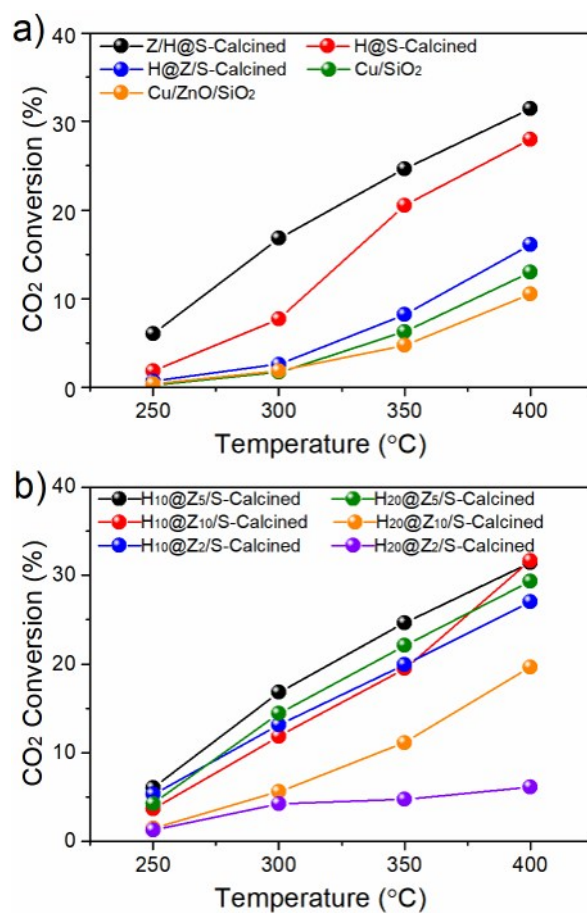 a)
40
Z/H@S-Calcined H@S-Calcined
H@Z/S-Calcined Cu/SiO₂
Cu/ZnO/SiO₂
30
20
10
0
CO₂ Conversion (%)
250 300 350 400
Temperature (°C)
b)
40
H₁₀@Z₅/S-Calcined H₂₀@Z₅/S-Calcined
H₁₀@Z₁₀/S-Calcined H₂₀@Z₁₀/S-Calcined
H₁₀@Z₂/S-Calcined H₂₀@Z₂/S-Calcined
30
20
10
0
CO₂ Conversion (%)
250 300 350 400
Temperature (°C)